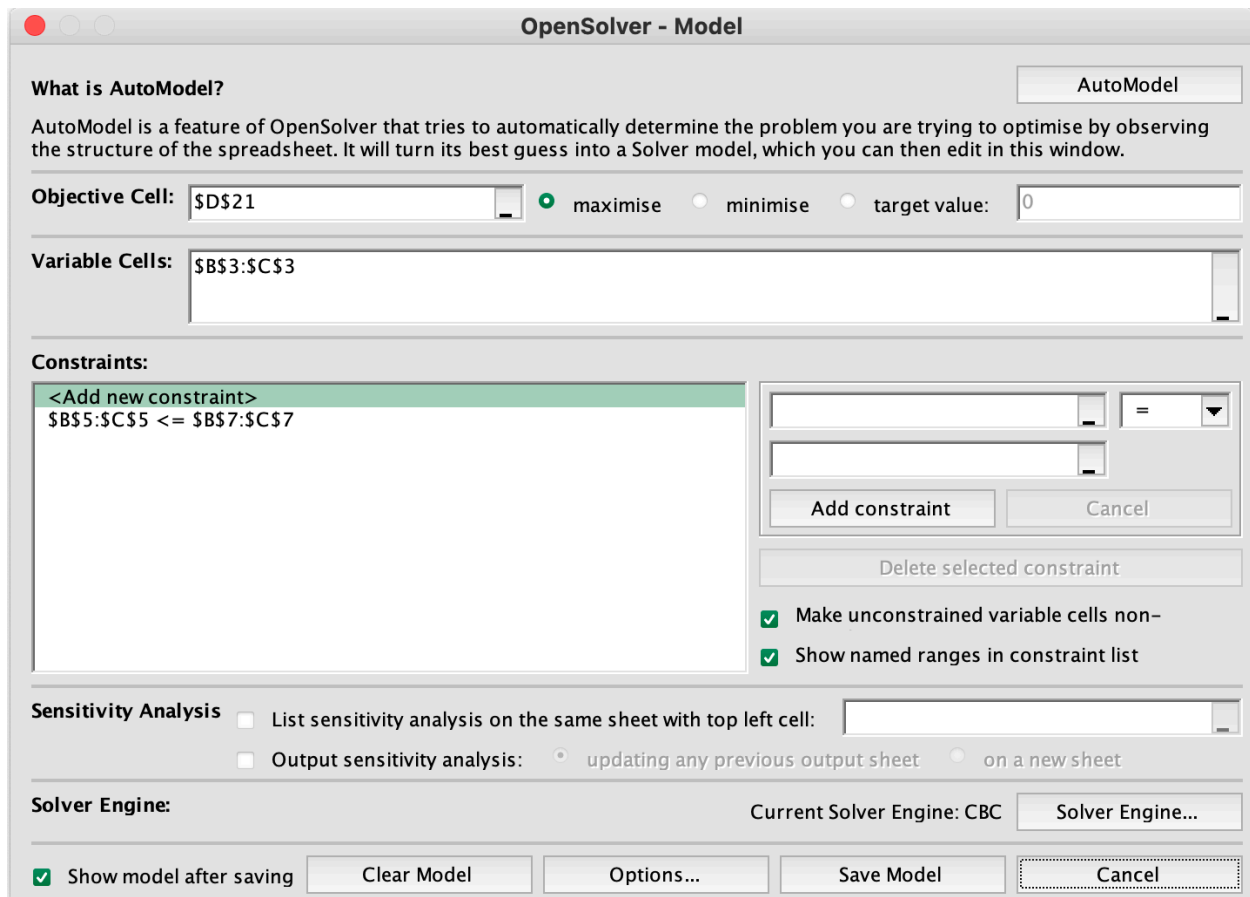 OpenSolver - Model
What is AutoModel?
AutoModel
AutoModel is a feature of OpenSolver that tries to automatically determine the problem you are trying to optimise by observing
the structure of the spreadsheet. It will turn its best guess into a Solver model, which you can then edit in this window.
Objective Cell: $D$21 maximise minimise target value: 0
Variable Cells: $B$3:$C$3
Constraints:
<Add new constraint>
$B$5:$C$5 <= $B$7:$C$7
=
Add constraint Cancel
Delete selected constraint
Make unconstrained variable cells non-
Show named ranges in constraint list
Sensitivity Analysis List sensitivity analysis on the same sheet with top left cell:
Output sensitivity analysis: updating any previous output sheet on a new sheet
Solver Engine: Current Solver Engine: CBC Solver Engine...
Show model after saving Clear Model Options... Save Model Cancel